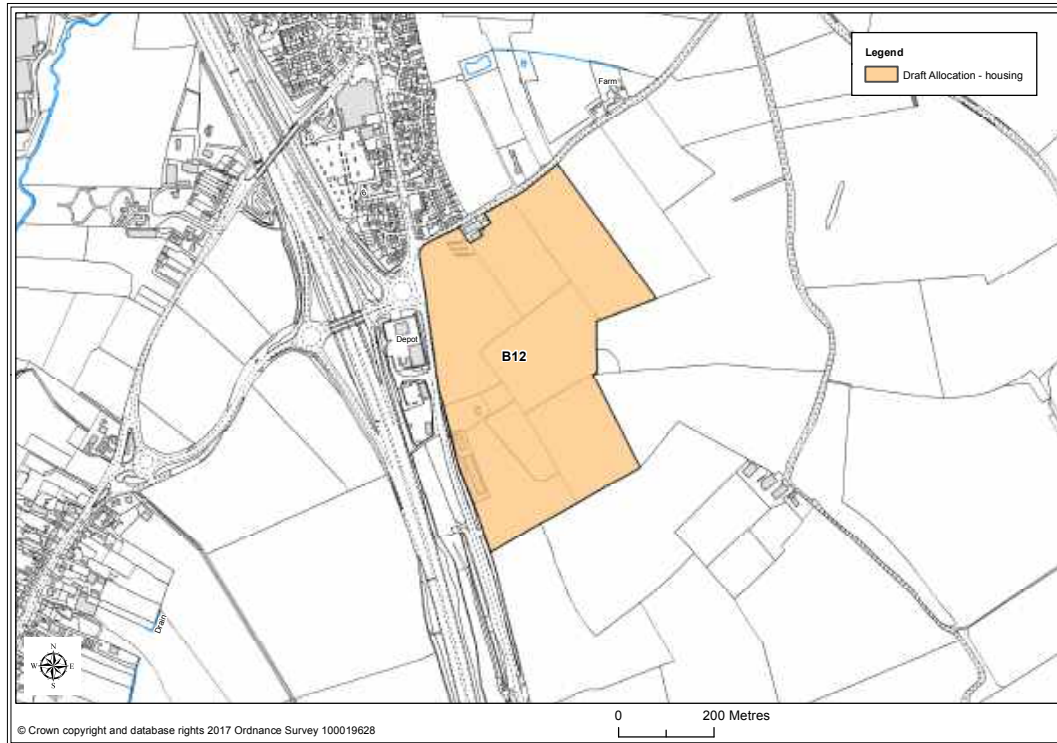 Legend
Draft Allocation - housing
Farm
Depot
B12
Drain
N
W E
S
0 200 Metres
© Crown copyright and database rights 2017 Ordnance Survey 100019628